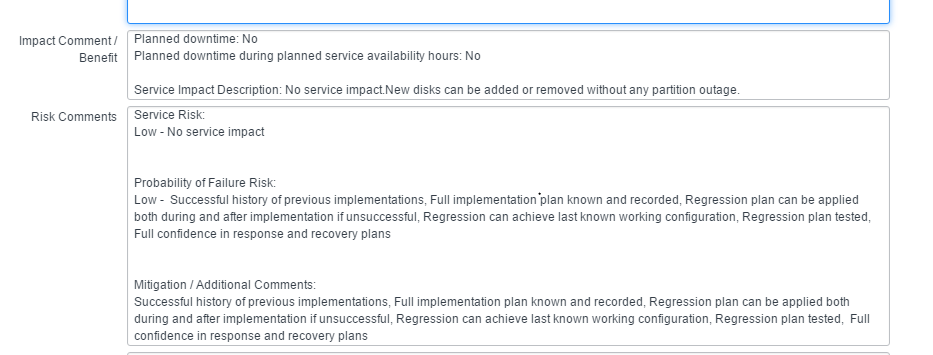 Impact Comment /
Benefit
Planned downtime: No
Planned downtime during planned service availability hours: No
Service Impact Description: No service impact.New disks can be added or removed without any partition outage.
Risk Comments
Service Risk:
Low - No service impact
Probability of Failure Risk:
Low -  Successful history of previous implementations, Full implementation plan known and recorded, Regression plan can be applied
both during and after implementation if unsuccessful, Regression can achieve last known working configuration, Regression plan tested,
Full confidence in response and recovery plans
Mitigation / Additional Comments:
Successful history of previous implementations, Full implementation plan known and recorded, Regression plan can be applied both
during and after implementation if unsuccessful, Regression can achieve last known working configuration, Regression plan tested,  Full
confidence in response and recovery plans